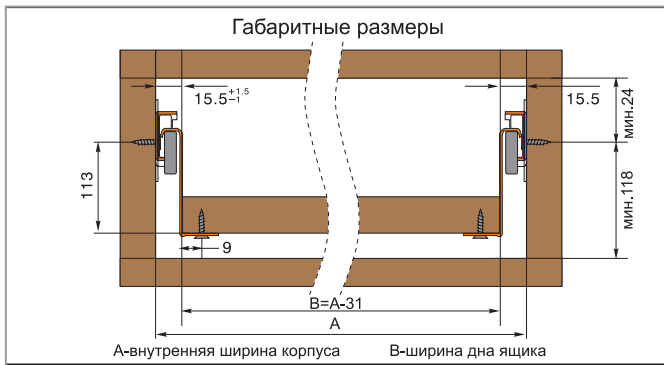 Габаритные размеры
15.5 +1.5 -1
15.5
мин.24
113
мин.118
9
B=A-31
A
А-внутренняя ширина корпуса
В-ширина дна ящика